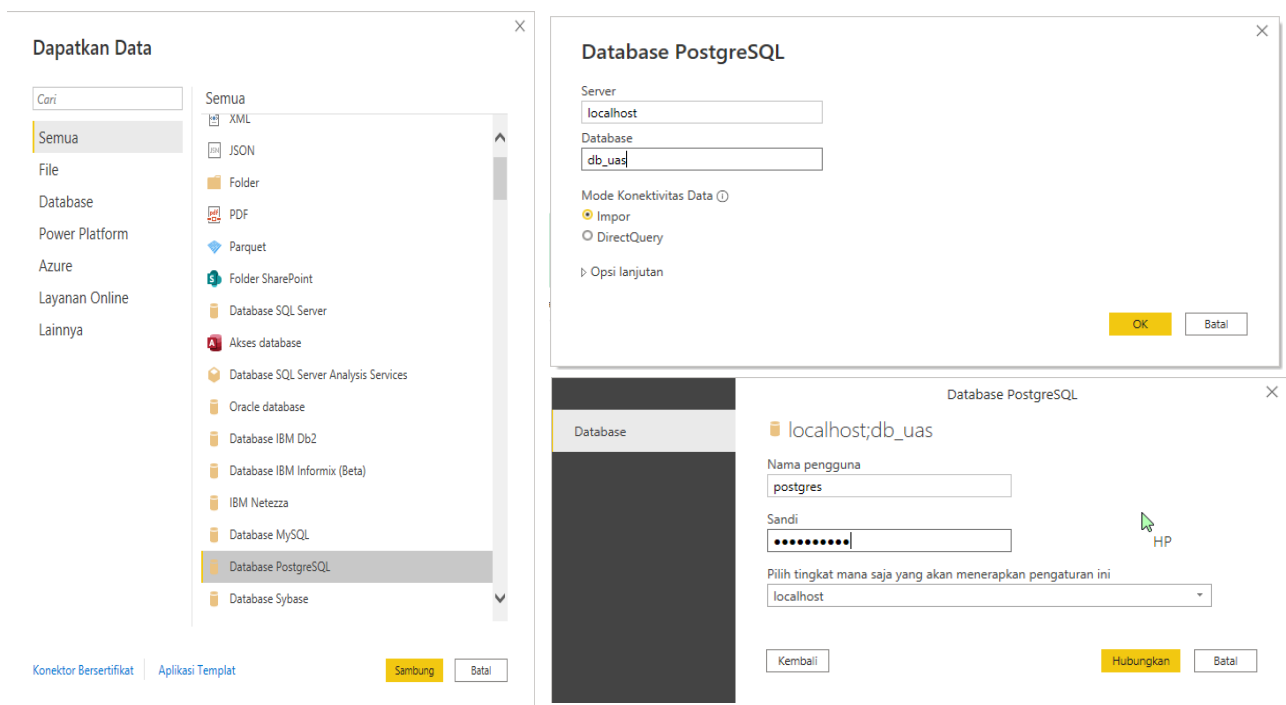 Dapatkan Data
Cari
Semua
File
Database
Power Platform
Azure
Layanan Online
Lainnya
Semua
XML
JSON
Folder
PDF
Parquet
Folder SharePoint
Database SQL Server
Akses database
Database SQL Server Analysis Services
Oracle database
Database IBM Db2
Database IBM Informix (Beta)
IBM Netezza
Database MySQL
Database PostgreSQL
Database Sybase
Konektor Bersertifikat
Aplikasi Templat
Sambung
Batal
Database PostgreSQL
Server
localhost
Database
db_uas
Mode Konektivitas Data
Impor
DirectQuery
Opsi lanjutan
OK
Batal
Database PostgreSQL
Database
localhost;db_uas
Nama pengguna
postgres
Sandi
●●●●●●●●●●
HP
Pilih tingkat mana saja yang akan menerapkan pengaturan ini
localhost
Kembali
Hubungkan
Batal